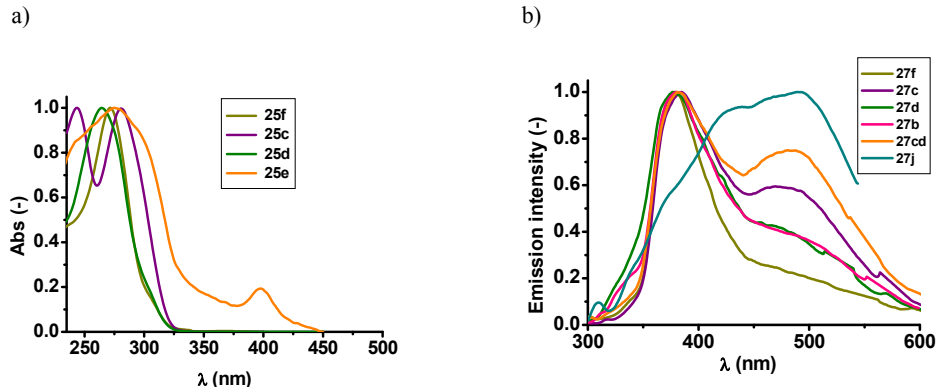 a)
Abs (-)
1.0
0.8
0.6
0.4
0.2
0.0
250
300
350
400
450
500
λ (nm)
25f
25c
25d
25e
b)
Emission intensity (-)
1.0
0.8
0.6
0.4
0.2
0.0
300
400
500
600
λ (nm)
27f
27c
27d
27b
27cd
27j